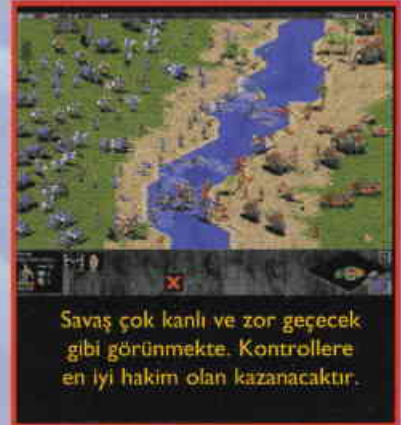 Savaş çok kanlı ve zor geçecek
gibi görünmekte. Kontrollere
en iyi hakim olan kazanacaktır.